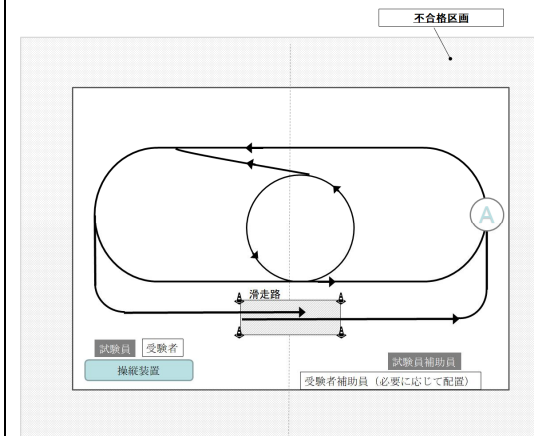 不合格区画
A
滑走路
試験員
受験者
操縦装置
試験員補助員
受験者補助員（必要に応じて配置）